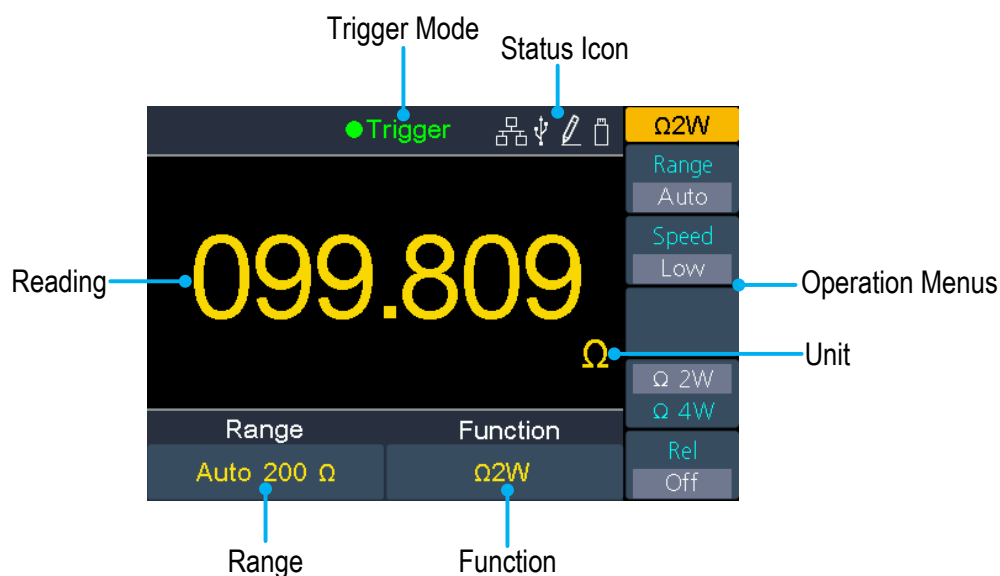 Trigger Mode
Status Icon
Trigger
Ω2W
Range
Auto
Speed
Low
Reading
099.809
Operation Menus
Ω
Unit
Ω 2W
Ω 4W
Range
Function
Rel
Auto 200 Ω
Ω2W
Off
Range
Function